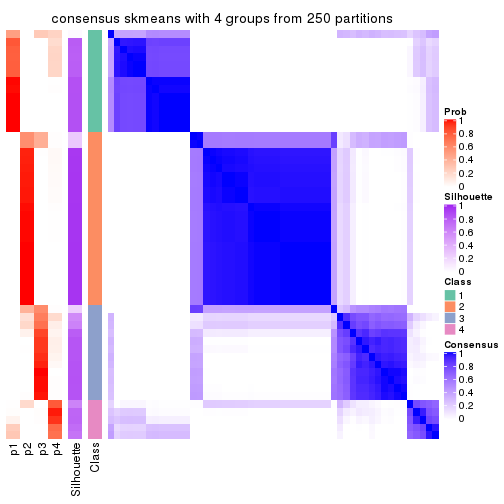 consensus skmeans with 4 groups from 250 partitions
Prob
1
0.8
0.6
0.4
0.2
0
Silhouette
1
0.8
0.6
0.4
0.2
0
Class
1
2
3
4
Consensus
1
0.8
0.6
0.4
0.2
0
p1
p2
p3
p4
Silhouette
Class